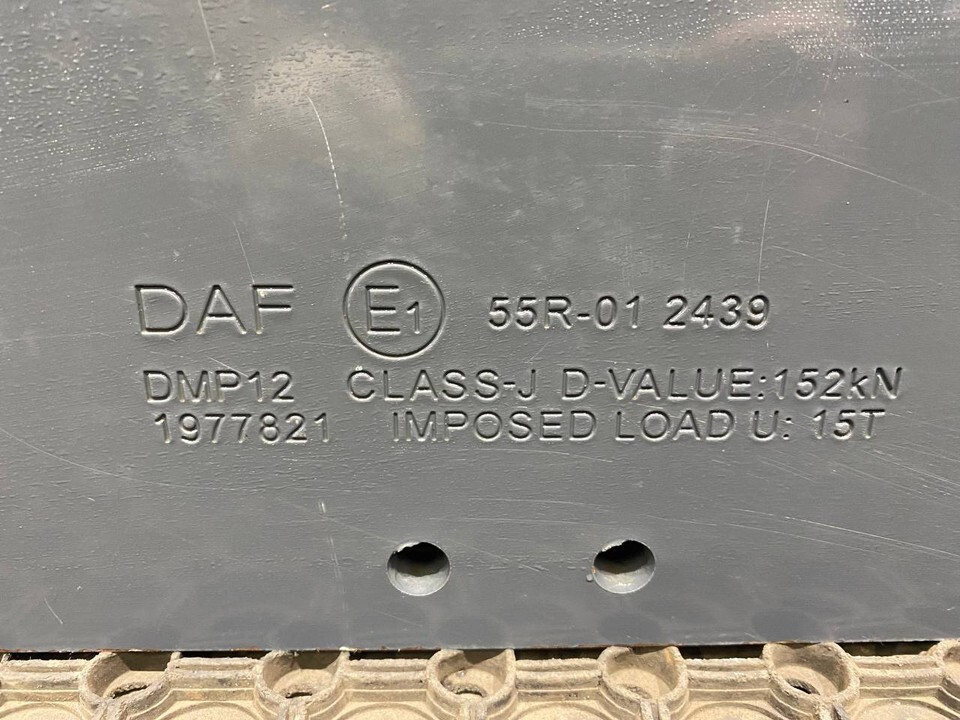 DAF E1 55R-01 2439
DMP12 CLASS-J D-VALUE:152kN
1977821 IMPOSED LOAD U: 15T